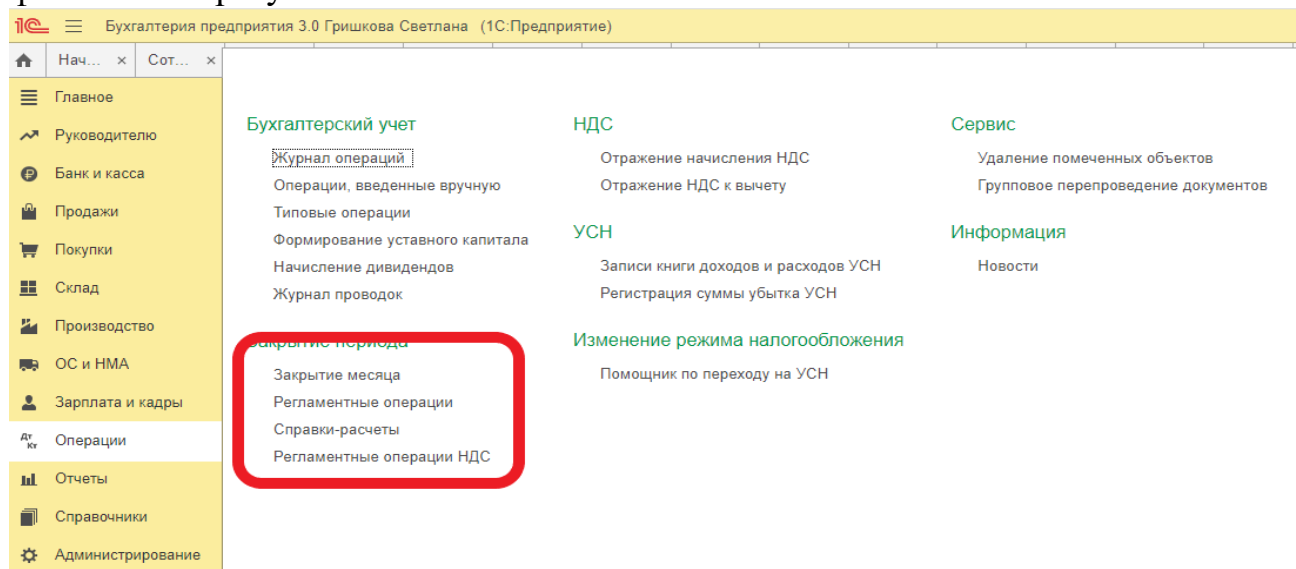 1С Бухгалтерия предприятия 3.0 Гришкова Светлана (1С:Предприятие)
Нач... × Сот... ×
Главное
Руководителю
Банк и касса
Продажи
Покупки
Склад
Производство
ОС и НМА
Зарплата и кадры
Дт Кт Операции
Отчеты
Справочники
Администрирование
Бухгалтерский учет
Журнал операций
Операции, введенные вручную
Типовые операции
Формирование уставного капитала
Начисление дивидендов
Журнал проводок
Закрытие периода
Закрытие месяца
Регламентные операции
Справки-расчеты
Регламентные операции НДС
НДС
Отражение начисления НДС
Отражение НДС к вычету
УСН
Записи книги доходов и расходов УСН
Регистрация суммы убытка УСН
Изменение режима налогообложения
Помощник по переходу на УСН
Сервис
Удаление помеченных объектов
Групповое перепроведение документов
Информация
Новости